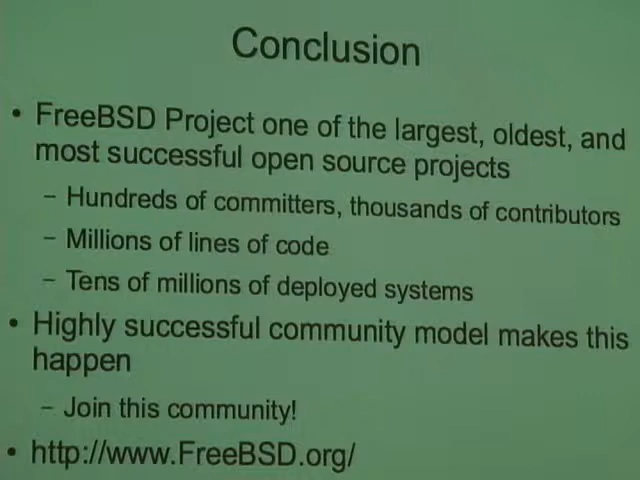 Conclusion
• FreeBSD Project one of the largest, oldest, and
most successful open source projects
– Hundreds of committers, thousands of contributors
– Millions of lines of code
– Tens of millions of deployed systems
• Highly successful community model makes this
happen
– Join this community!
• http://www.FreeBSD.org/